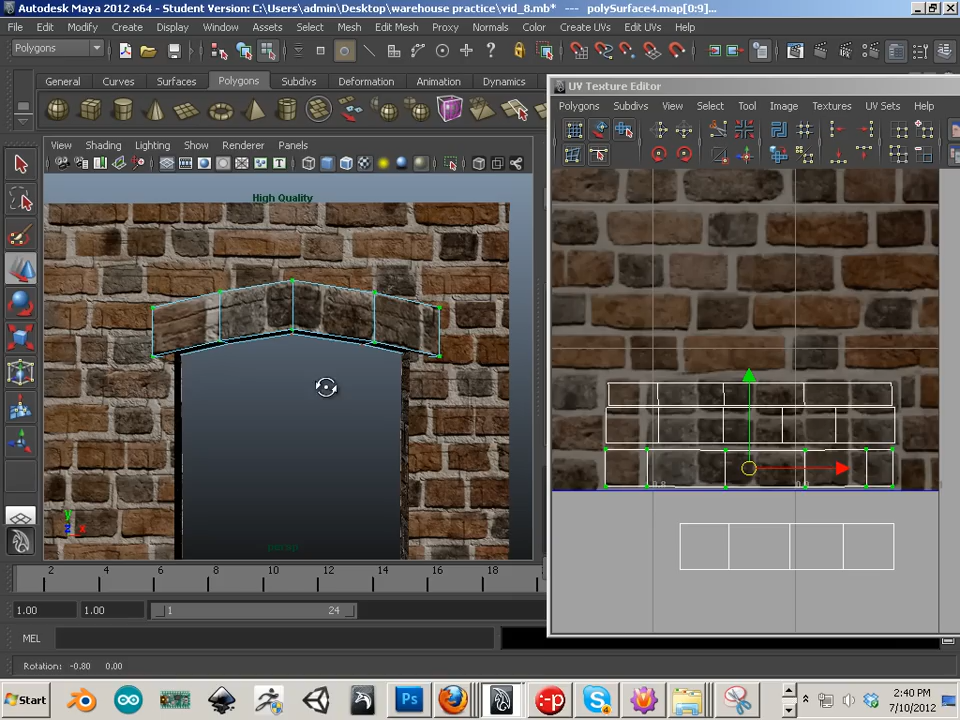 Autodesk Maya 2012 x64 - Student Version: C:\Users\admin\Desktop\warehouse practice\vid_8.mb* --- polySurface4.map[0:9]...
File Edit Modify Create Display Window Assets Select Mesh Edit Mesh Proxy Normals Color Create UVs Edit UVs Help
Polygons
General Curves Surfaces Polygons Subdivs Deformation Animation Dynamics
UV Texture Editor
Polygons Subdivs View Select Tool Image Textures UV Sets Help
View Shading Lighting Show Renderer Panels
High Quality
persp
y
z x
0.8
2 4 6 8 10 12 14 16 18
1.00 1.00 1 24
MEL
Rotation: -0.80 0.00
Start
2:40 PM
7/10/2012